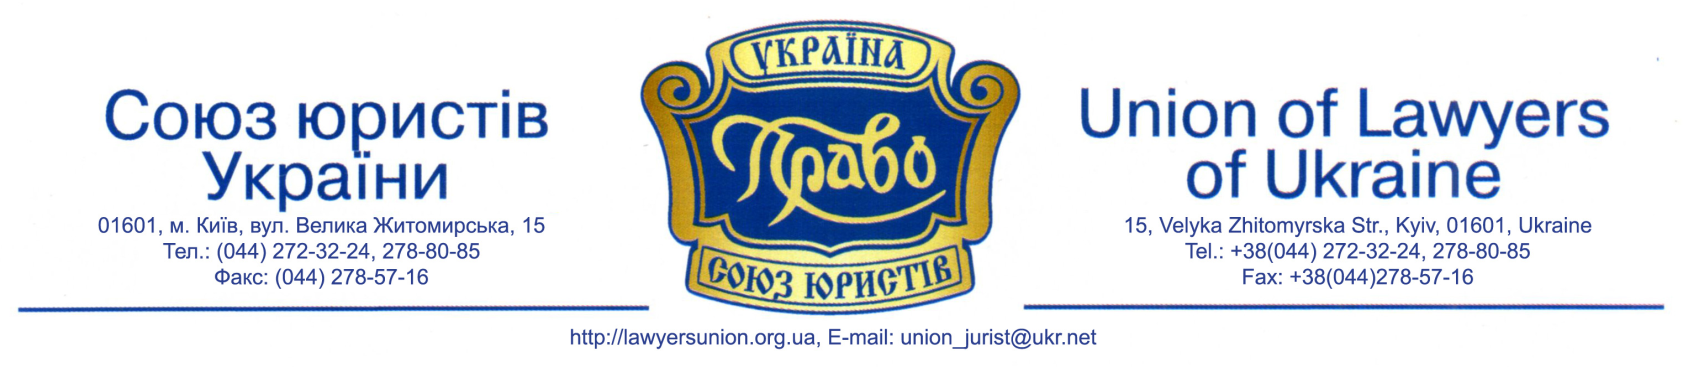 Союз юристів
України
01601, м. Київ, вул. Велика Житомирська, 15
Тел.: (044) 272-32-24, 278-80-85
Факс: (044) 278-57-16
УКРАЇНА
Право
СОЮЗ ЮРИСТІВ
Union of Lawyers
of Ukraine
15, Velyka Zhitomyrska Str., Kyiv, 01601, Ukraine
Tel.: +38(044) 272-32-24, 278-80-85
Fax: +38(044)278-57-16
http://lawyersunion.org.ua, E-mail: union_jurist@ukr.net